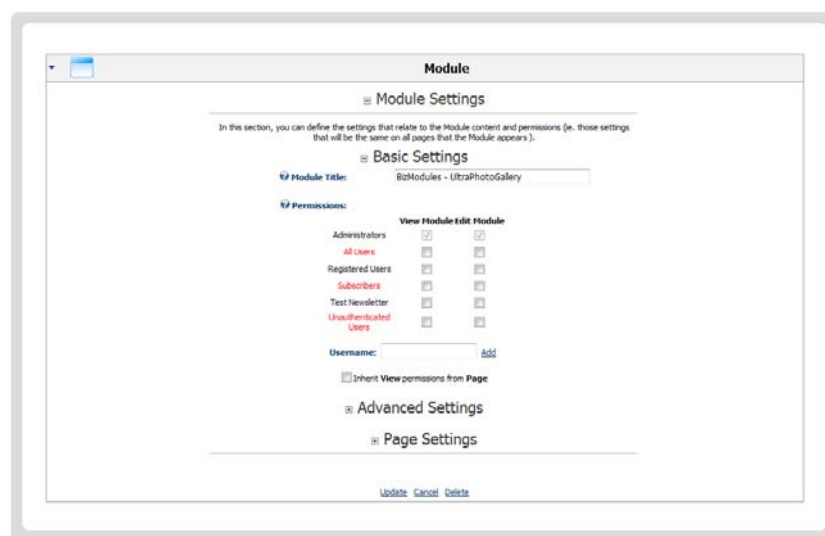 Module
Module Settings
In this section, you can define the settings that relate to the Module content and permissions (ie. those settings
that will be the same on all pages that the Module appears ).
Basic Settings
Module Title: BizModules - UltraPhotoGallery
Permissions:
View Module Edit Module
Administrators
All Users
Registered Users
Subscribers
Test Newsletter
Unauthenticated
Users
Username: Add
Inherit View permissions from Page
Advanced Settings
Page Settings
Update Cancel Delete